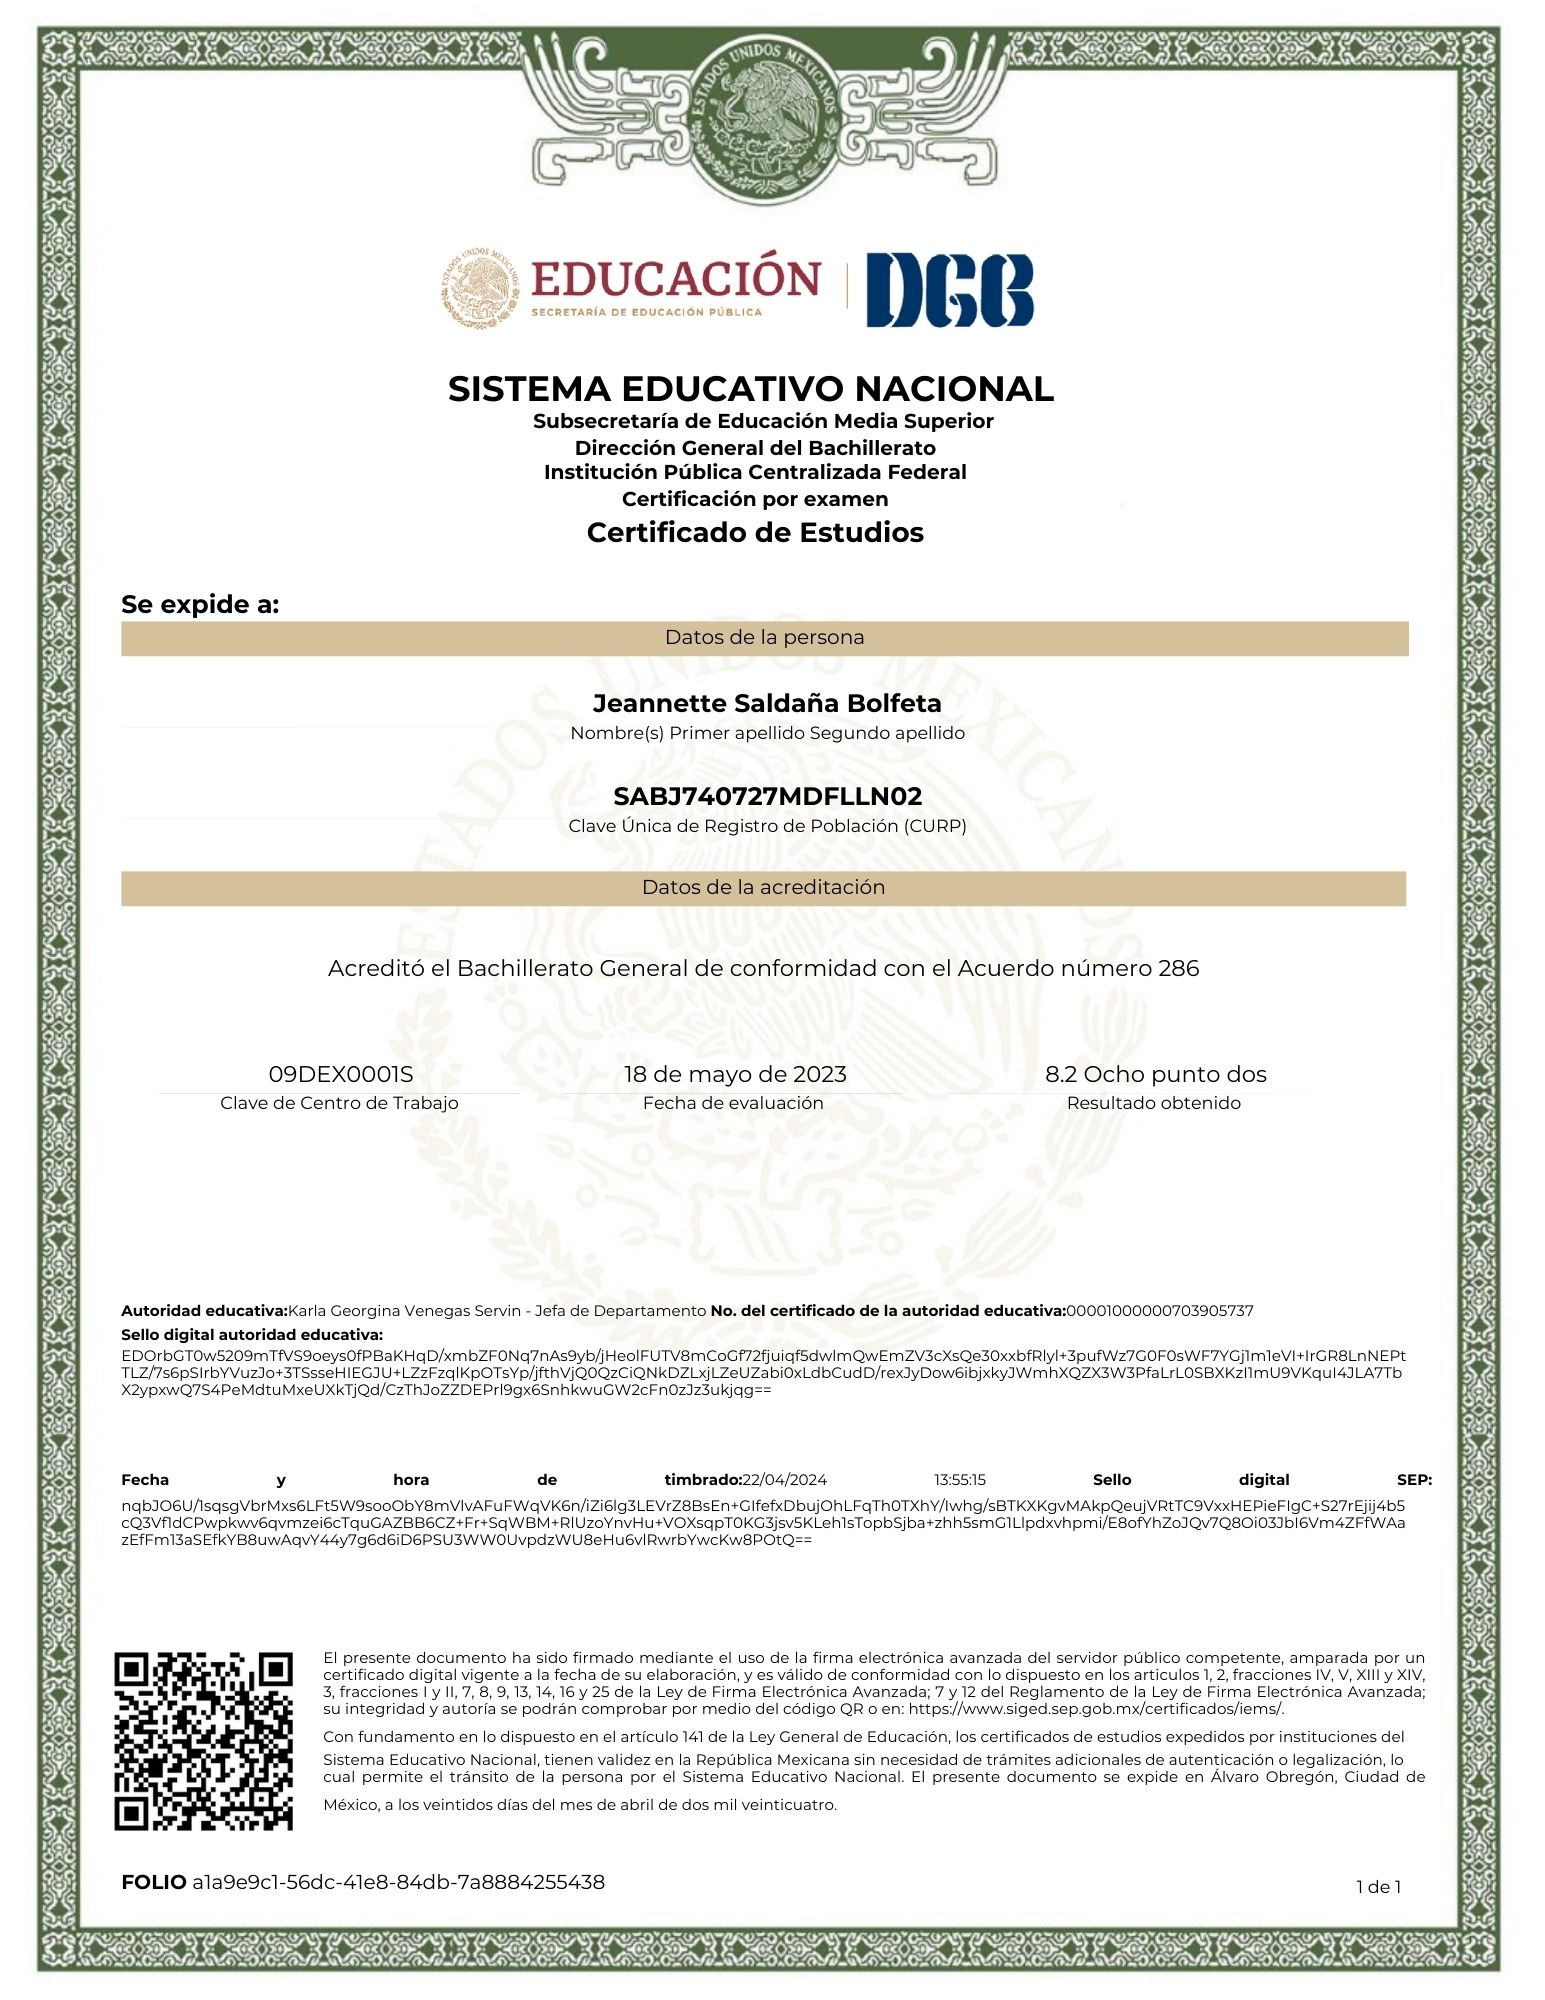 ESTADOS UNIDOS MEXICANOS
ESTADOS UNIDOS MEXICANOS
EDUCACIÓN
SECRETARÍA DE EDUCACIÓN PÚBLICA
DGB
SISTEMA EDUCATIVO NACIONAL
Subsecretaría de Educación Media Superior
Dirección General del Bachillerato
Institución Pública Centralizada Federal
Certificación por examen
Certificado de Estudios
Se expide a:
Datos de la persona
ESTADOS UNIDOS MEXICANOS
Jeannette Saldaña Bolfeta
Nombre(s) Primer apellido Segundo apellido
SABJ740727MDFLLN02
Clave Única de Registro de Población (CURP)
Datos de la acreditación
Acreditó el Bachillerato General de conformidad con el Acuerdo número 286
09DEX0001S 18 de mayo de 2023 8.2 Ocho punto dos
Clave de Centro de Trabajo Fecha de evaluación Resultado obtenido
Autoridad educativa:Karla Georgina Venegas Servin - Jefa de Departamento No. del certificado de la autoridad educativa:00001000000703905737
Sello digital autoridad educativa:
EDOrbGT0w5209mTfVS9oeys0fPBaKHqD/xmbZF0Nq7nAs9yb/jHeolFUTV8mCoGf72fjuiqf5dwlmQwEmZV3cXsQe30xxbfRlyl+3pufWz7G0F0sWF7YGj1m1eVI+IrGR8LnNEPt
TLZ/7s6pSIrbYVuzJo+3TSsseHIEGJU+LZzFzqlKpOTsYp/jfthVjQ0QzCiQNkDZLxjLZeUZabi0xLdbCudD/rexJyDow6ibjxkyJWmhXQZX3W3PfaLrL0SBXKzl1mU9VKquI4JLA7Tb
X2ypxwQ7S4PeMdtuMxeUXkTjQd/CzThJoZZDEPrl9gx6SnhkwuGW2cFn0zJz3ukjqg==
Fecha y hora de timbrado:22/04/2024 13:55:15 Sello digital SEP:
nqbJO6U/1sqsgVbrMxs6LFt5W9sooObY8mVlvAFuFWqVK6n/iZi6lg3LEVrZ8BsEn+GIfefxDbujOhLFqTh0TXhY/lwhg/sBTKXKgvMAkpQeujVRtTC9VxxHEPieFIgC+S27rEjij4b5
cQ3Vf1dCPwpkwv6qvmzei6cTquGAZBB6CZ+Fr+SqWBM+RlUzoYnvHu+VOXsqpT0KG3jsv5KLeh1sTopbSjba+zhh5smG1Llpdxvhpmi/E8ofYhZoJQv7Q8Oi03JbI6Vm4ZFfWAa
zEfFm13aSEfkYB8uwAqvY44y7g6d6iD6PSU3WW0UvpdzWU8eHu6vlRwrbYwcKw8POtQ==
El presente documento ha sido firmado mediante el uso de la firma electrónica avanzada del servidor público competente, amparada por un
certificado digital vigente a la fecha de su elaboración, y es válido de conformidad con lo dispuesto en los articulos 1, 2, fracciones IV, V, XIII y XIV,
3, fracciones I y II, 7, 8, 9, 13, 14, 16 y 25 de la Ley de Firma Electrónica Avanzada; 7 y 12 del Reglamento de la Ley de Firma Electrónica Avanzada;
su integridad y autoría se podrán comprobar por medio del código QR o en: https://www.siged.sep.gob.mx/certificados/iems/.
Con fundamento en lo dispuesto en el artículo 141 de la Ley General de Educación, los certificados de estudios expedidos por instituciones del
Sistema Educativo Nacional, tienen validez en la República Mexicana sin necesidad de trámites adicionales de autenticación o legalización, lo
cual permite el tránsito de la persona por el Sistema Educativo Nacional. El presente documento se expide en Álvaro Obregón, Ciudad de
México, a los veintidos días del mes de abril de dos mil veinticuatro.
FOLIO a1a9e9c1-56dc-41e8-84db-7a8884255438
1 de 1